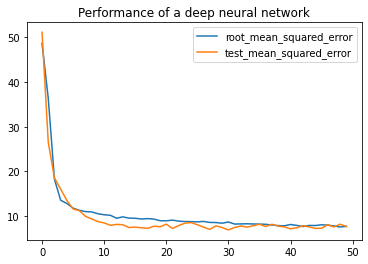 Performance of a deep neural network
root_mean_squared_error
test_mean_squared_error
50
40
30
20
10
0 10 20 30 40 50